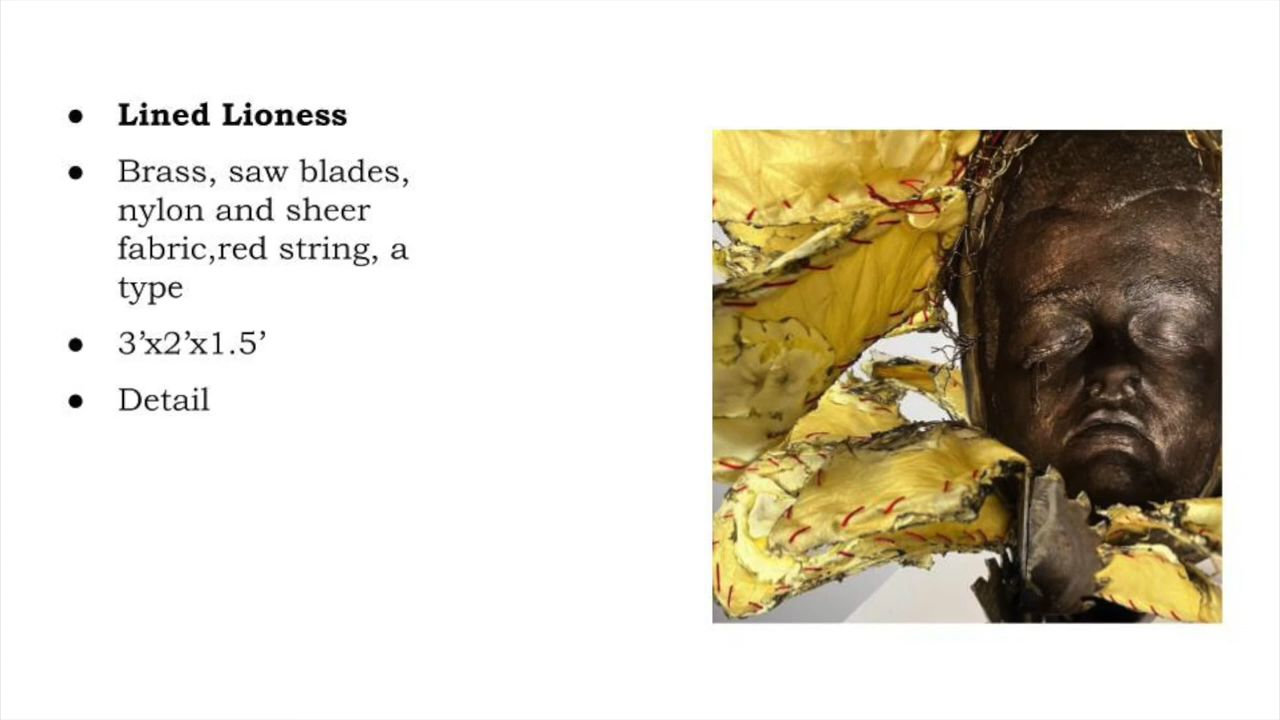 Lined Lioness
Brass, saw blades,
nylon and sheer
fabric,red string, a
type
3’x2’x1.5’
Detail